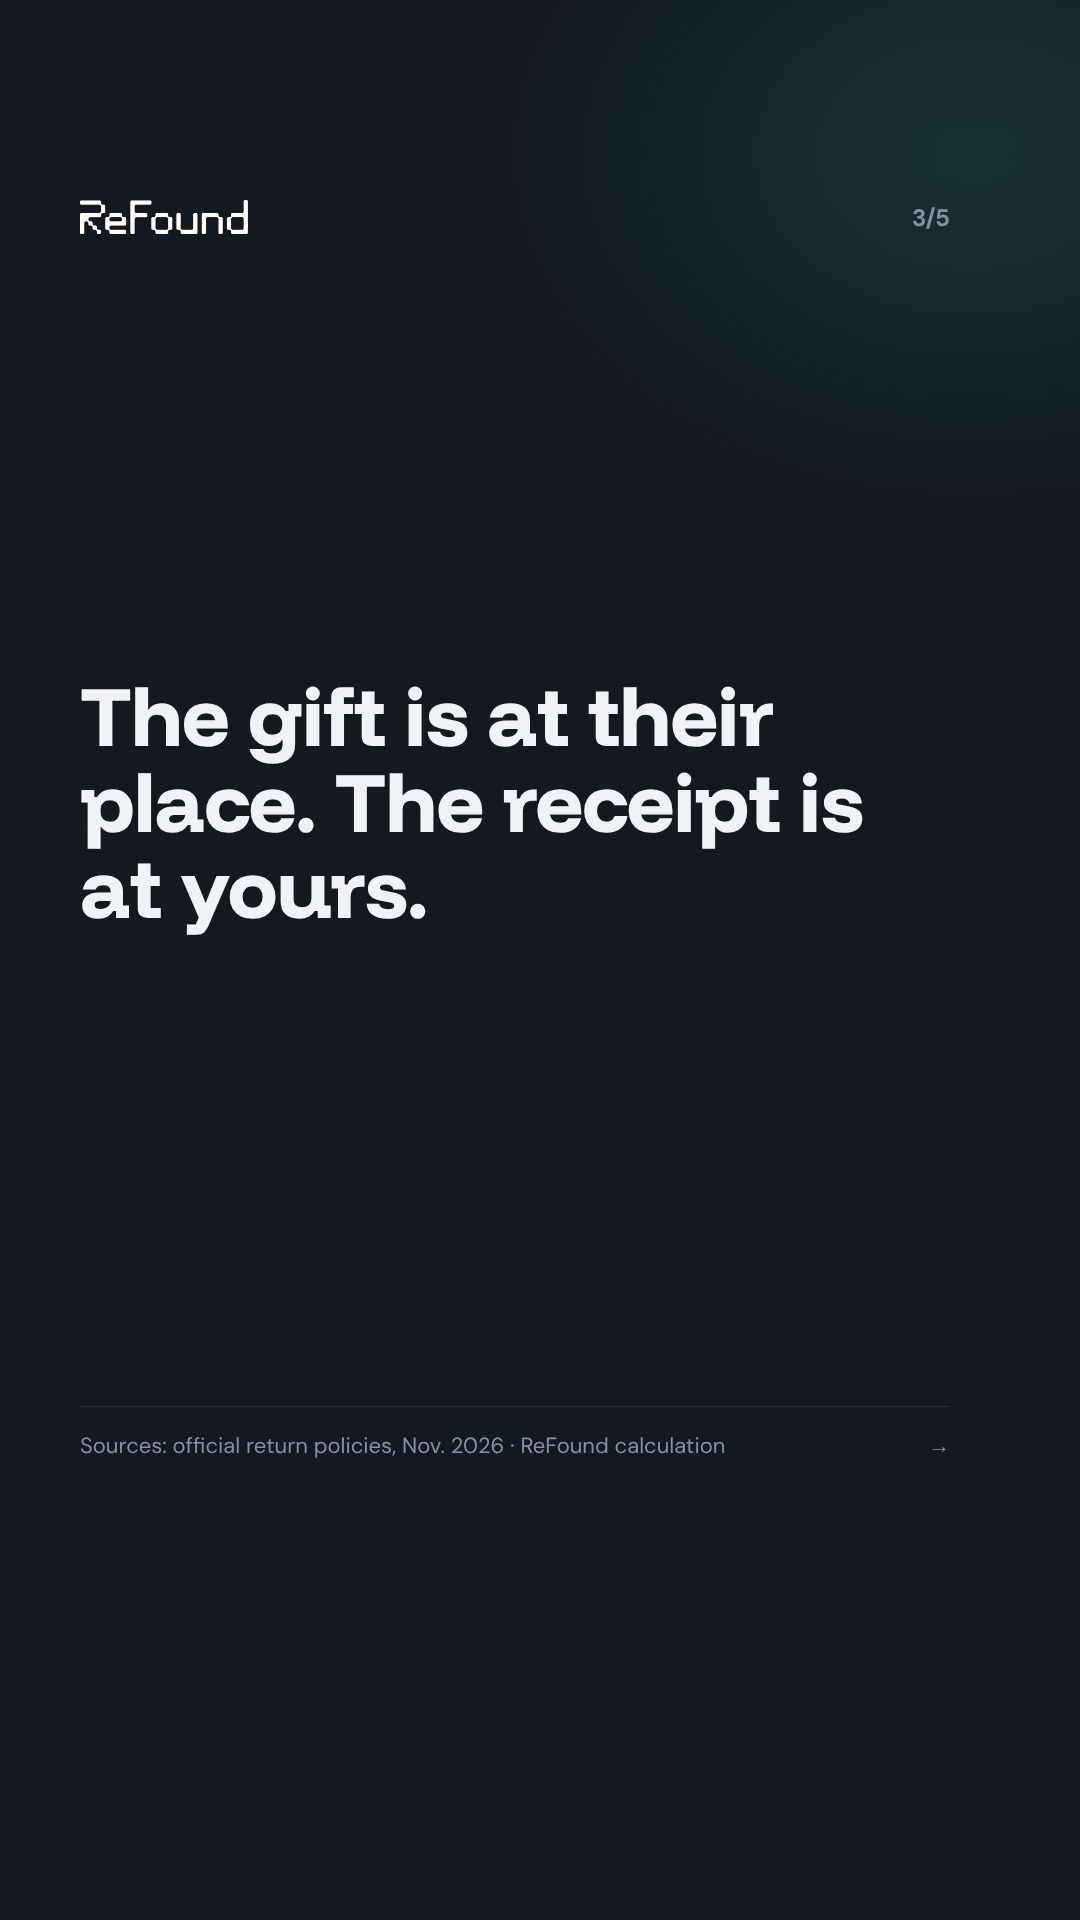 ReFound
3/5
The gift is at their
place. The receipt is
at yours.
Sources: official return policies, Nov. 2026 · ReFound calculation →